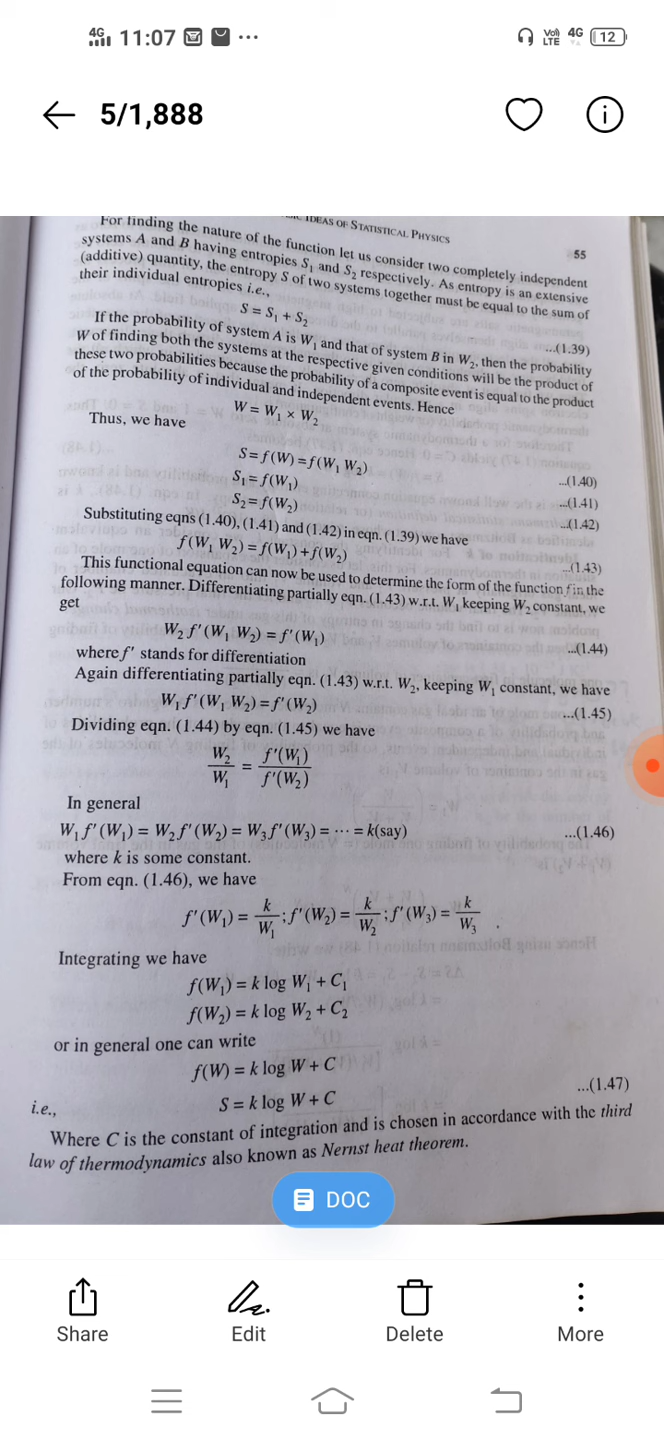 4G 11:07 ...
VoD LTE 4G 12
5/1,888
IDEAS OF STATISTICAL PHYSICS
55
For finding the nature of the function let us consider two completely independent
systems A and B having entropies S₁ and S₂ respectively. As entropy is an extensive
(additive) quantity, the entropy S of two systems together must be equal to the sum of
their individual entropies i.e.,
S = S₁ + S₂ ...(1.39)
If the probability of system A is W₁ and that of system B in W₂, then the probability
W of finding both the systems at the respective given conditions will be the product of
these two probabilities because the probability of a composite event is equal to the product
of the probability of individual and independent events. Hence
W = W₁ × W₂
Thus, we have
S=f(W)=f(W₁ W₂) ...(1.40)
S₁=f(W₁) ...(1.41)
S₂=f(W₂) ...(1.42)
Substituting eqns (1.40), (1.41) and (1.42) in eqn. (1.39) we have
f(W₁ W₂)=f(W₁)+f(W₂) ...(1.43)
This functional equation can now be used to determine the form of the function f in the
following manner. Differentiating partially eqn. (1.43) w.r.t. W₁ keeping W₂ constant, we
get
W₂ f' (W₁ W₂) = f' (W₁) ...(1.44)
where f' stands for differentiation
Again differentiating partially eqn. (1.43) w.r.t. W₂, keeping W₁ constant, we have
W₁ f' (W₁ W₂)=f' (W₂) ...(1.45)
Dividing eqn. (1.44) by eqn. (1.45) we have
W₂/W₁ = f'(W₁)/f'(W₂)
In general
W₁ f' (W₁) = W₂ f' (W₂) = W₃ f' (W₃) = ··· = k(say) ...(1.46)
where k is some constant.
From eqn. (1.46), we have
f' (W₁) = k/W₁ ; f' (W₂) = k/W₂ ; f' (W₃) = k/W₃ .
Integrating we have
f(W₁) = k log W₁ + C₁
f(W₂) = k log W₂ + C₂
or in general one can write
f(W) = k log W + C
i.e., S = k log W + C ...(1.47)
Where C is the constant of integration and is chosen in accordance with the third
law of thermodynamics also known as Nernst heat theorem.
DOC
Share Edit Delete More